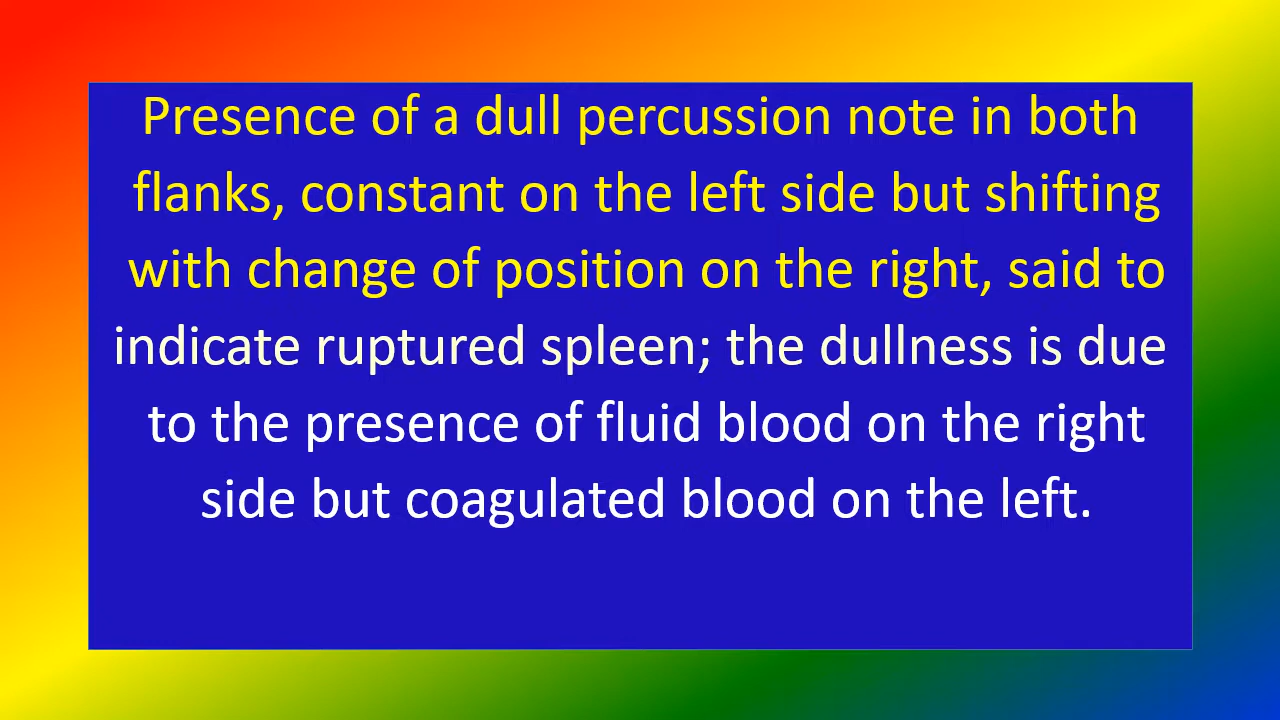 Presence of a dull percussion note in both
flanks, constant on the left side but shifting
with change of position on the right, said to
indicate ruptured spleen; the dullness is due
to the presence of fluid blood on the right
side but coagulated blood on the left.